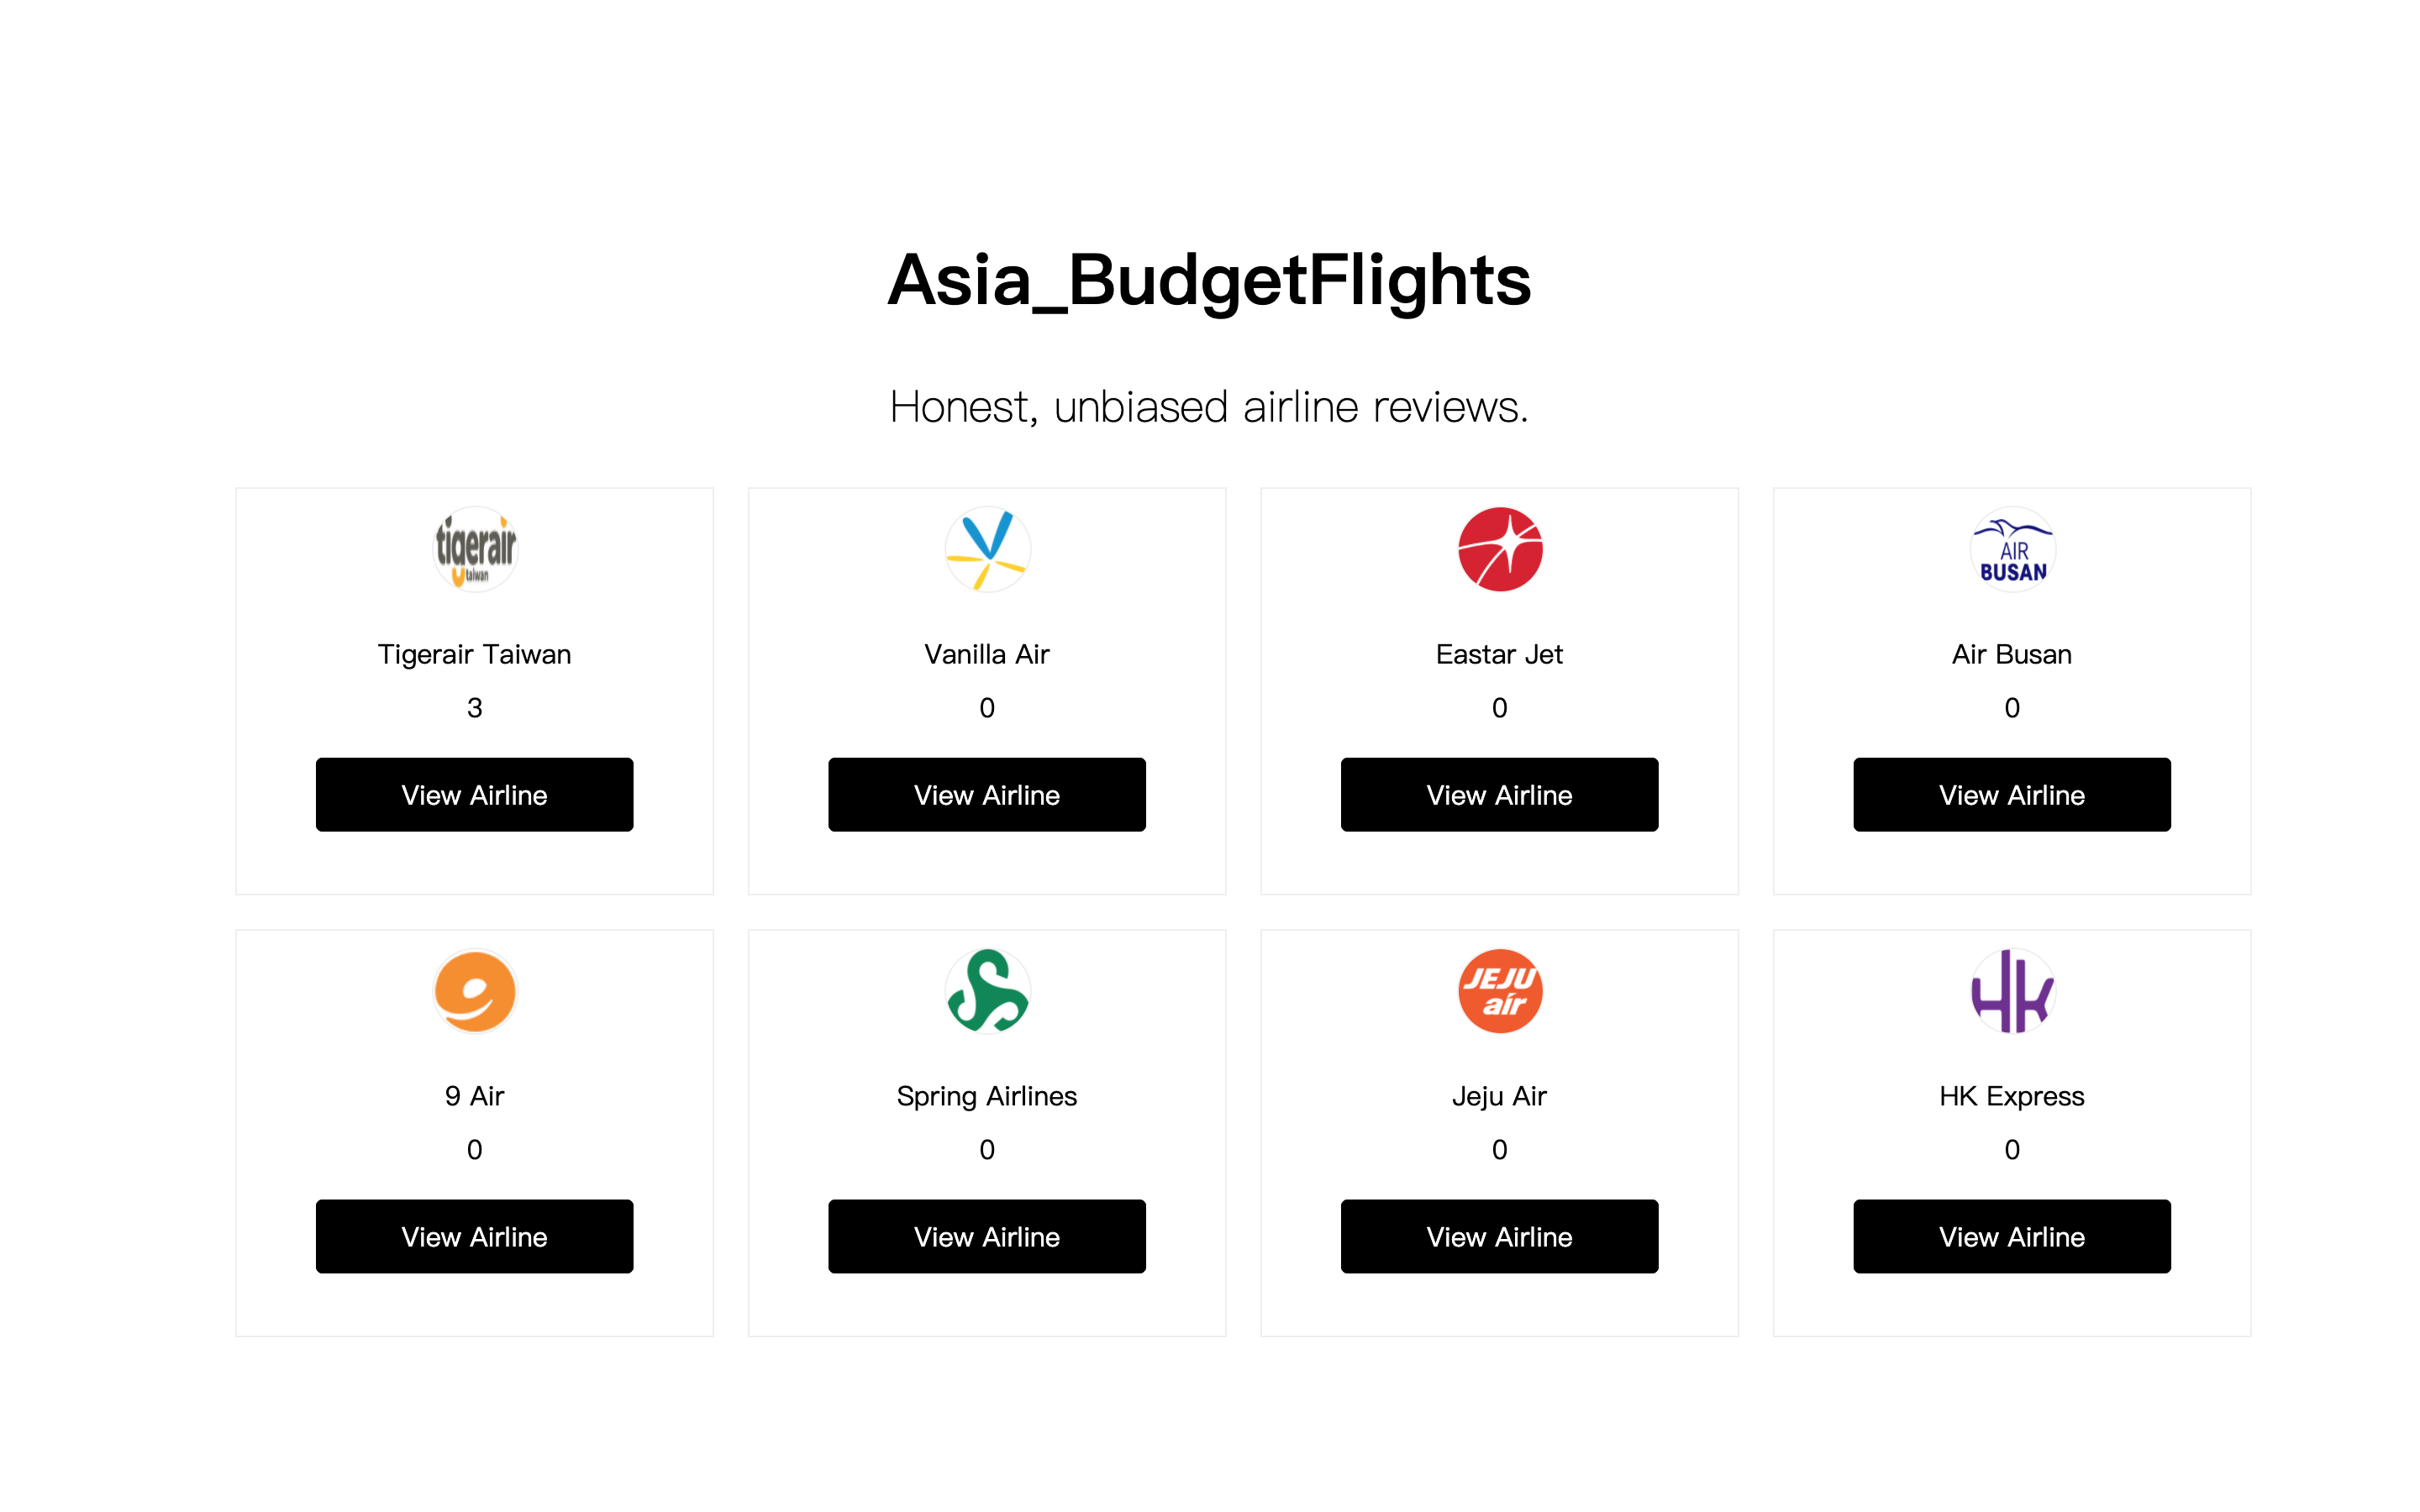 Asia_BudgetFlights
Honest, unbiased airline reviews.
tigerair
taiwan
AIR
BUSAN
Tigerair Taiwan
Vanilla Air
Eastar Jet
Air Busan
3
0
0
0
View Airline
View Airline
View Airline
View Airline
JEJU
air
hk
9 Air
Spring Airlines
Jeju Air
HK Express
0
0
0
0
View Airline
View Airline
View Airline
View Airline